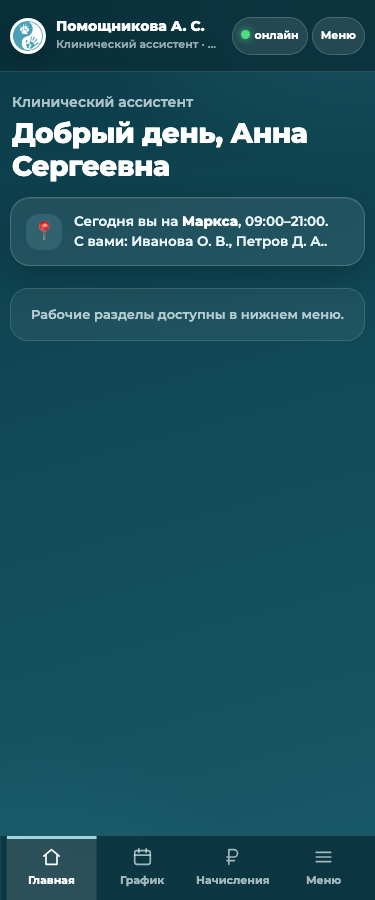 Помощникова А. С.
Клинический ассистент · ...
онлайн
Меню
Клинический ассистент
Добрый день, Анна
Сергеевна
Сегодня вы на Маркса, 09:00–21:00.
С вами: Иванова О. В., Петров Д. А..
Рабочие разделы доступны в нижнем меню.
Главная
График
Начисления
Меню